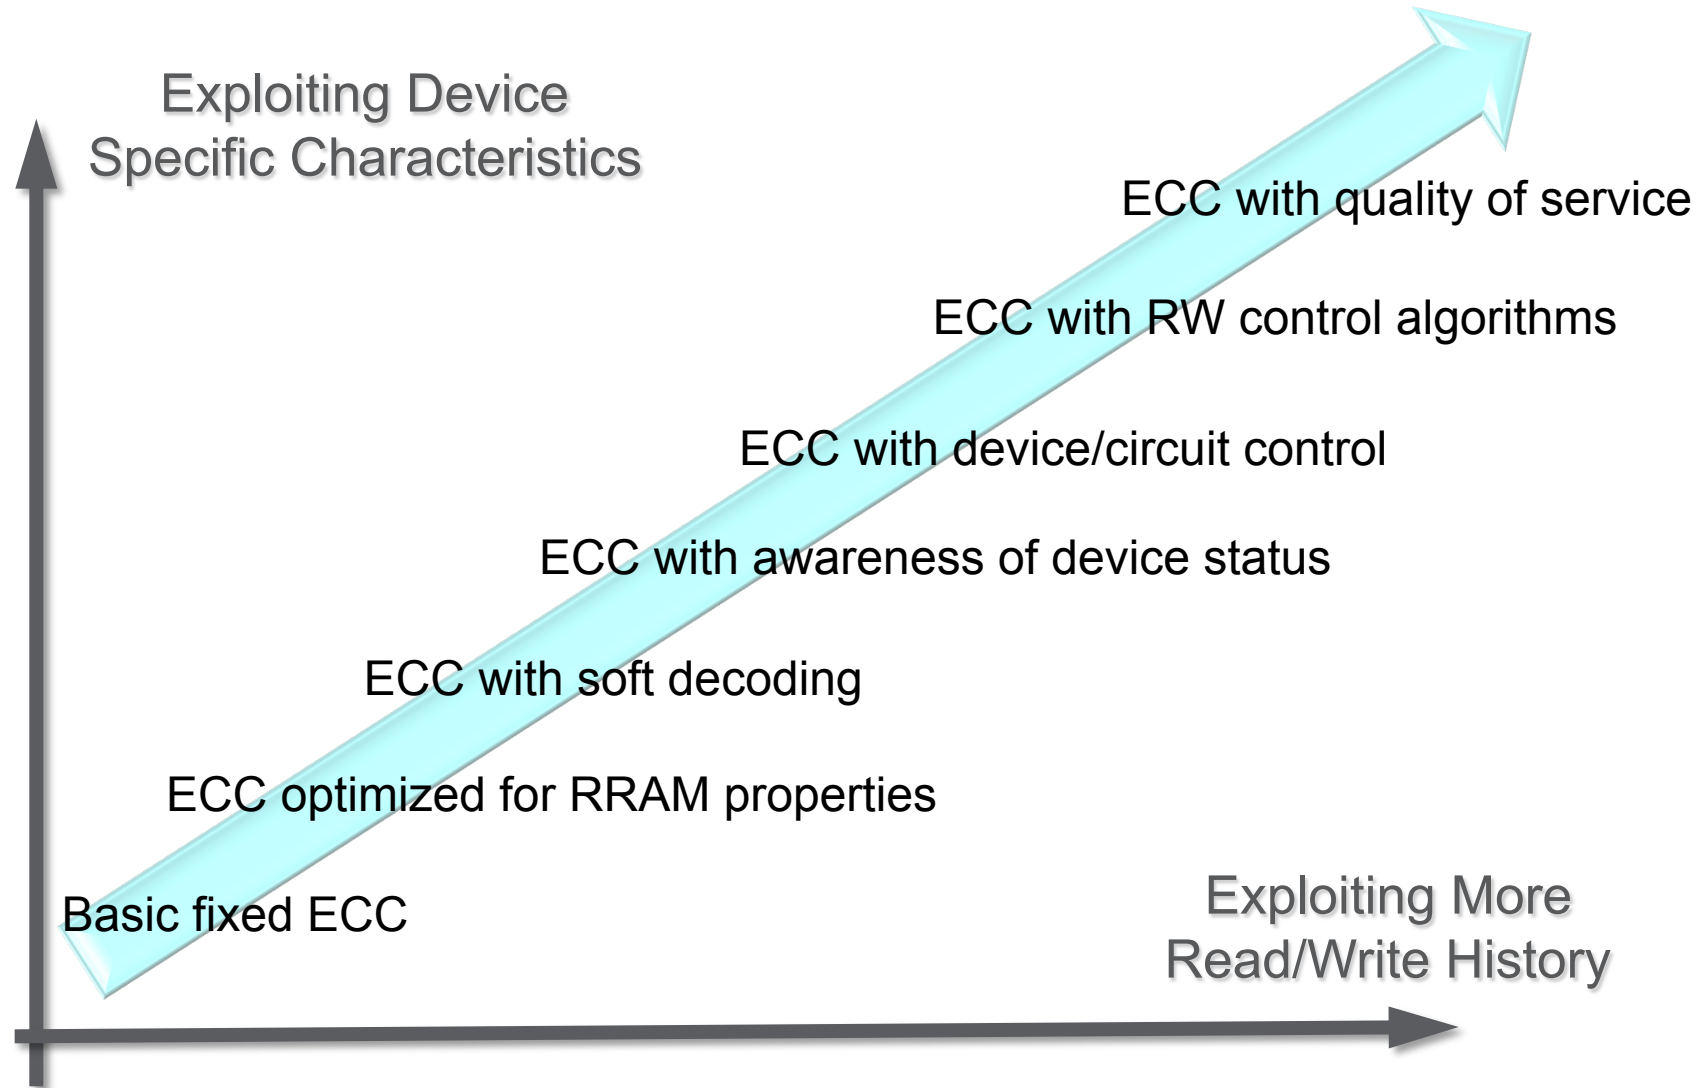 Exploiting Device
Specific Characteristics
ECC with quality of service
ECC with RW control algorithms
ECC with device/circuit control
ECC with awareness of device status
ECC with soft decoding
ECC optimized for RRAM properties
Basic fixed ECC
Exploiting More
Read/Write History